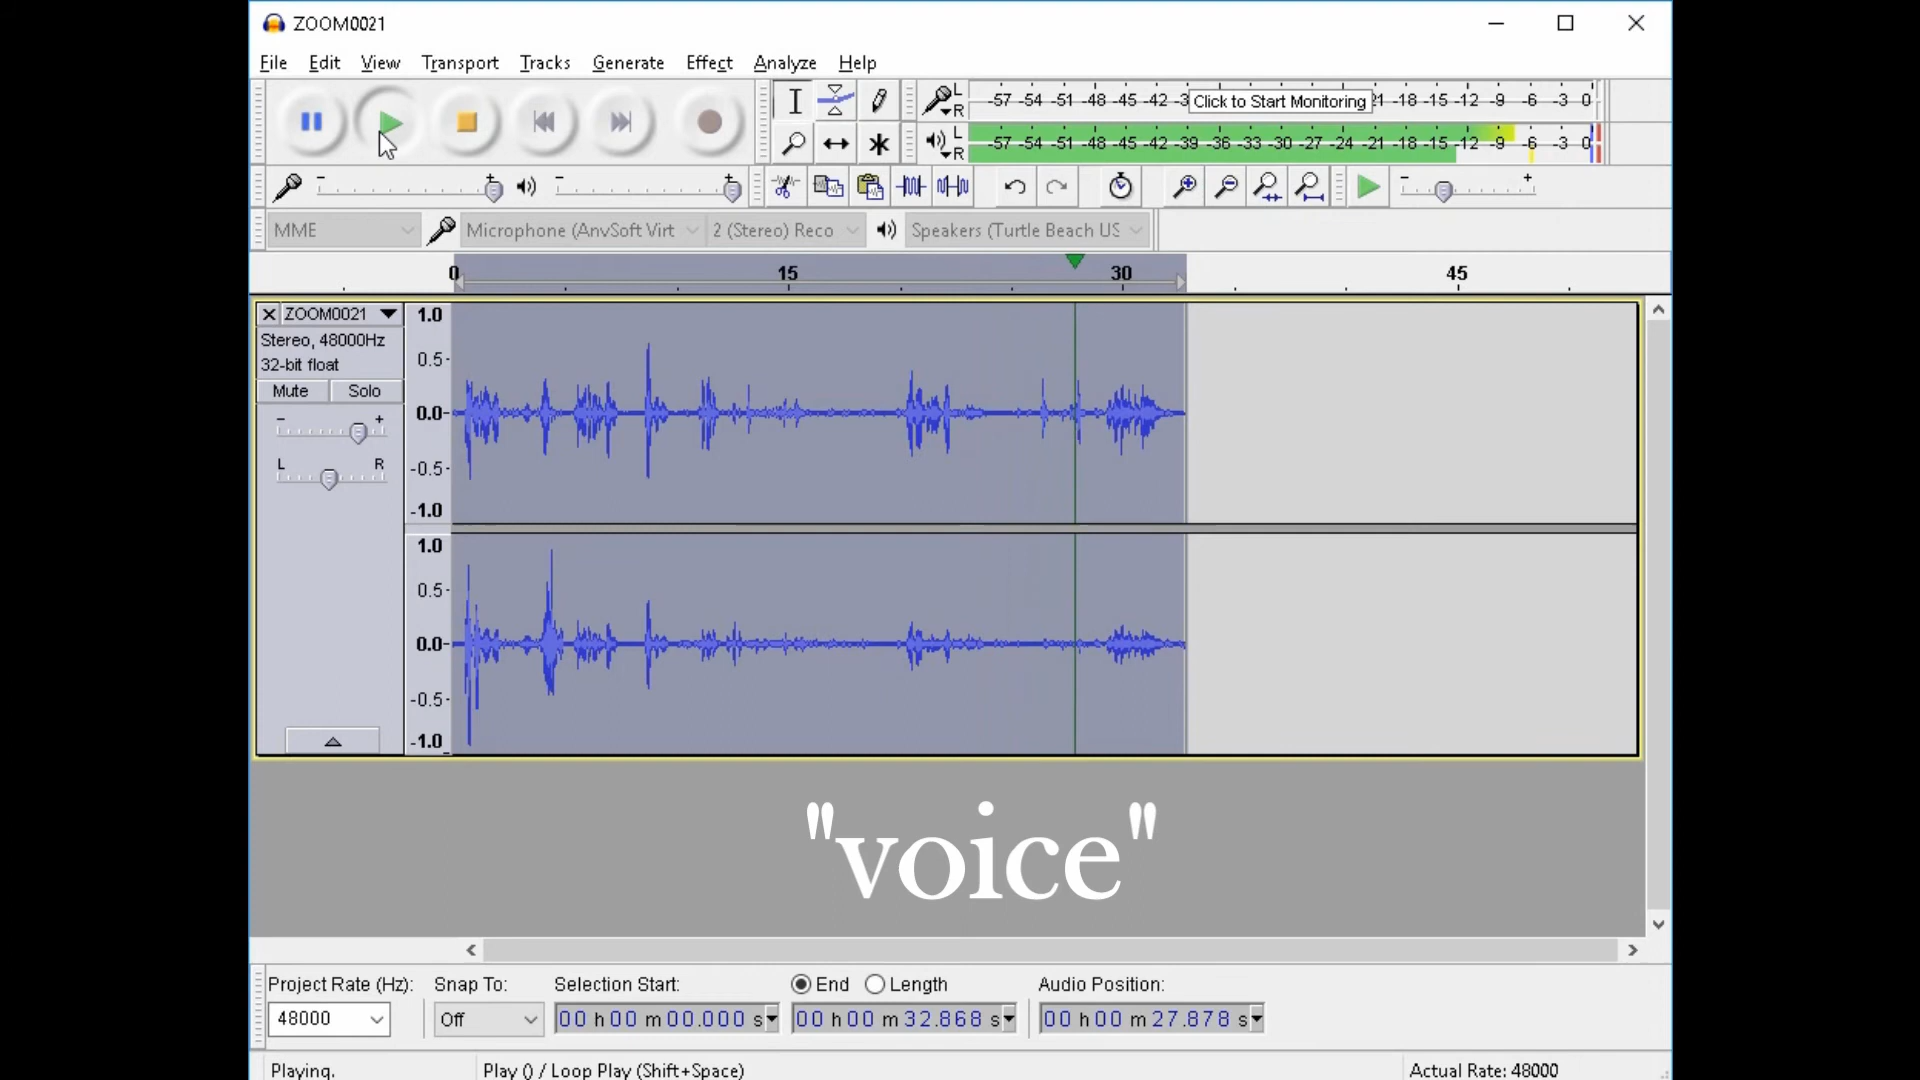 ZOOM0021
File Edit View Transport Tracks Generate Effect Analyze Help
L -57 -54 -51 -48 -45 -42 -3 Click to Start Monitoring 1 -18 -15 -12 -9 -6 -3 0
R
L -57 -54 -51 -48 -45 -42 -39 -36 -33 -30 -27 -24 -21 -18 -15 -12 -9 -6 -3 0
R
- + - + - +
MME Microphone (AnvSoft Virt 2 (Stereo) Reco Speakers (Turtle Beach US
0 15 30 45
ZOOM0021
Stereo, 48000Hz
32-bit float
Mute Solo
- +
L R
1.0
0.5
0.0
-0.5
-1.0
1.0
0.5
0.0
-0.5
-1.0
"voice"
Project Rate (Hz): Snap To: Selection Start: End Length Audio Position:
48000 Off 00 h 00 m 00.000 s 00 h 00 m 32.868 s 00 h 00 m 27.878 s
Playing. Play () / Loop Play (Shift+Space) Actual Rate: 48000